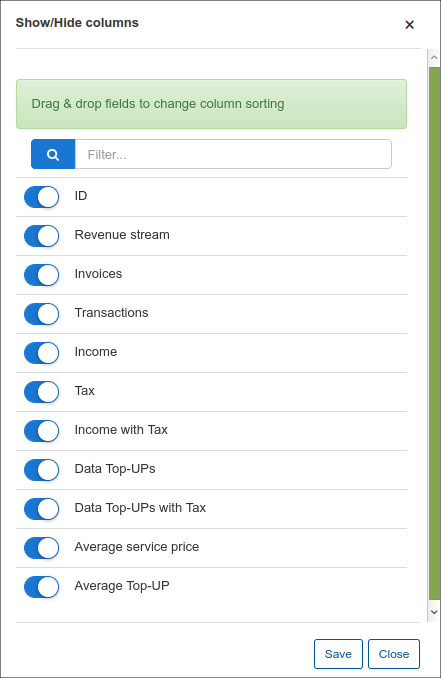 Show/Hide columns
×
Drag & drop fields to change column sorting
Filter...
ID
Revenue stream
Invoices
Transactions
Income
Tax
Income with Tax
Data Top-UPs
Data Top-UPs with Tax
Average service price
Average Top-UP
Save
Close